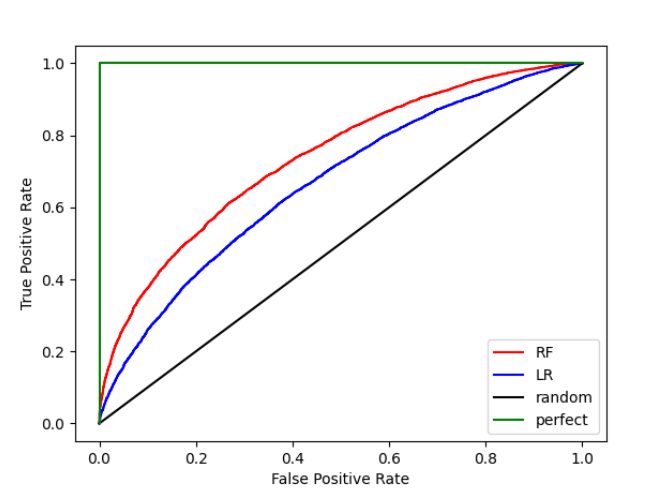 1.0
0.8
0.6
0.4
0.2
0.0
True Positive Rate
RF
LR
random
perfect
0.0 0.2 0.4 0.6 0.8 1.0
False Positive Rate